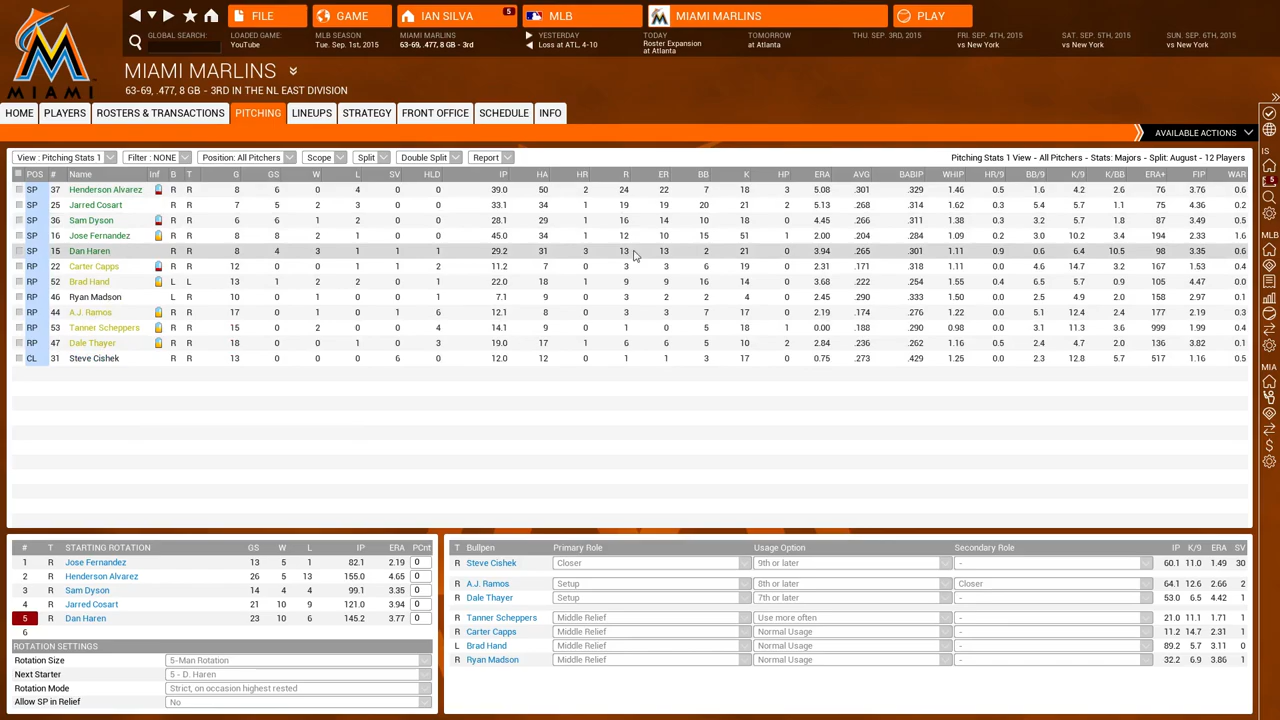 FILE GAME IAN SILVA 5 MLB MIAMI MARLINS PLAY
GLOBAL SEARCH: LOADED GAME: MLB SEASON MIAMI MARLINS YESTERDAY TODAY TOMORROW THU. SEP. 3RD, 2015 FRI. SEP. 4TH, 2015 SAT. SEP. 5TH, 2015 SUN. SEP. 6TH, 2015
YouTube Tue. Sep. 1st, 2015 63-69, .477, 8 GB - 3rd Loss at ATL, 4-10 Roster Expansion at Atlanta at Atlanta vs New York vs New York vs New York
MIAMI
MIAMI MARLINS
63-69, .477, 8 GB - 3RD IN THE NL EAST DIVISION
HOME PLAYERS ROSTERS & TRANSACTIONS PITCHING LINEUPS STRATEGY FRONT OFFICE SCHEDULE INFO
AVAILABLE ACTIONS
View : Pitching Stats 1 Filter : NONE Position: All Pitchers Scope Split Double Split Report Pitching Stats 1 View - All Pitchers - Stats: Majors - Split: August - 12 Players
POS # Name Inf B T G GS W L SV HLD IP HA HR R ER BB K HP ERA AVG BABIP WHIP HR/9 BB/9 K/9 K/BB ERA+ FIP WAR
SP 37 Henderson Alvarez R R 8 6 0 4 0 0 39.0 50 2 24 22 7 18 3 5.08 .301 .329 1.46 0.5 1.6 4.2 2.6 76 3.76 0.6
SP 25 Jarred Cosart R R 7 5 2 3 0 0 33.1 34 1 19 19 20 21 0 5.13 .268 .314 1.62 0.3 5.4 5.7 1.1 75 4.36 0.2
SP 36 Sam Dyson R R 6 6 1 2 0 0 28.1 29 1 16 14 10 18 0 4.45 .266 .311 1.38 0.3 3.2 5.7 1.8 87 3.49 0.5
SP 16 Jose Fernandez R R 8 8 2 1 0 0 45.0 34 1 12 10 15 51 1 2.00 .204 .284 1.09 0.2 3.0 10.2 3.4 194 2.33 1.6
SP 15 Dan Haren R R 8 4 3 1 1 1 29.2 31 3 13 13 2 21 0 3.94 .265 .301 1.11 0.9 0.6 6.4 10.5 98 3.35 0.6
RP 22 Carter Capps R R 12 0 0 1 1 2 11.2 7 0 3 3 6 19 0 2.31 .171 .318 1.11 0.0 4.6 14.7 3.2 167 1.53 0.4
RP 52 Brad Hand L L 13 1 2 2 0 1 22.0 18 1 9 9 16 14 0 3.68 .222 .254 1.55 0.4 6.5 5.7 0.9 105 4.47 0.0
RP 46 Ryan Madson L R 10 0 1 0 0 1 7.1 9 0 3 2 2 4 0 2.45 .290 .333 1.50 0.0 2.5 4.9 2.0 158 2.97 0.1
RP 44 A.J. Ramos R R 17 0 0 1 1 6 12.1 8 0 3 3 7 17 0 2.19 .174 .276 1.22 0.0 5.1 12.4 2.4 177 2.19 0.3
RP 53 Tanner Scheppers R R 15 0 2 0 0 4 14.1 9 0 1 0 5 18 1 0.00 .188 .290 0.98 0.0 3.1 11.3 3.6 999 1.99 0.4
RP 47 Dale Thayer R R 18 0 1 0 0 3 19.0 17 1 6 6 5 10 2 2.84 .236 .262 1.16 0.5 2.4 4.7 2.0 136 3.82 0.1
CL 31 Steve Cishek R R 13 0 0 0 6 0 12.0 12 0 1 1 3 17 0 0.75 .273 .429 1.25 0.0 2.3 12.8 5.7 517 1.16 0.5
# T STARTING ROTATION GS W L IP ERA PCnt
1 R Jose Fernandez 13 5 1 82.1 2.19 0
2 R Henderson Alvarez 26 5 13 155.0 4.65 0
3 R Sam Dyson 14 4 4 99.1 3.35 0
4 R Jarred Cosart 21 10 9 121.0 3.94 0
5 R Dan Haren 23 10 6 145.2 3.77 0
6
ROTATION SETTINGS
Rotation Size 5-Man Rotation
Next Starter 5 - D. Haren
Rotation Mode Strict, on occasion highest rested
Allow SP in Relief No
T Bullpen Primary Role Usage Option Secondary Role IP K/9 ERA SV
R Steve Cishek Closer 9th or later - 60.1 11.0 1.49 30
R A.J. Ramos Setup 8th or later Closer 64.1 12.6 2.66 2
R Dale Thayer Setup 7th or later - 53.0 6.5 4.42 1
R Tanner Scheppers Middle Relief Use more often - 21.0 11.1 1.71 1
R Carter Capps Middle Relief Normal Usage - 11.2 14.7 2.31 1
L Brad Hand Middle Relief Normal Usage - 61.1 5.7 3.11 0
R Ryan Madson Middle Relief Normal Usage - 32.2 6.9 3.86 1
IS
5
MLB
MIA